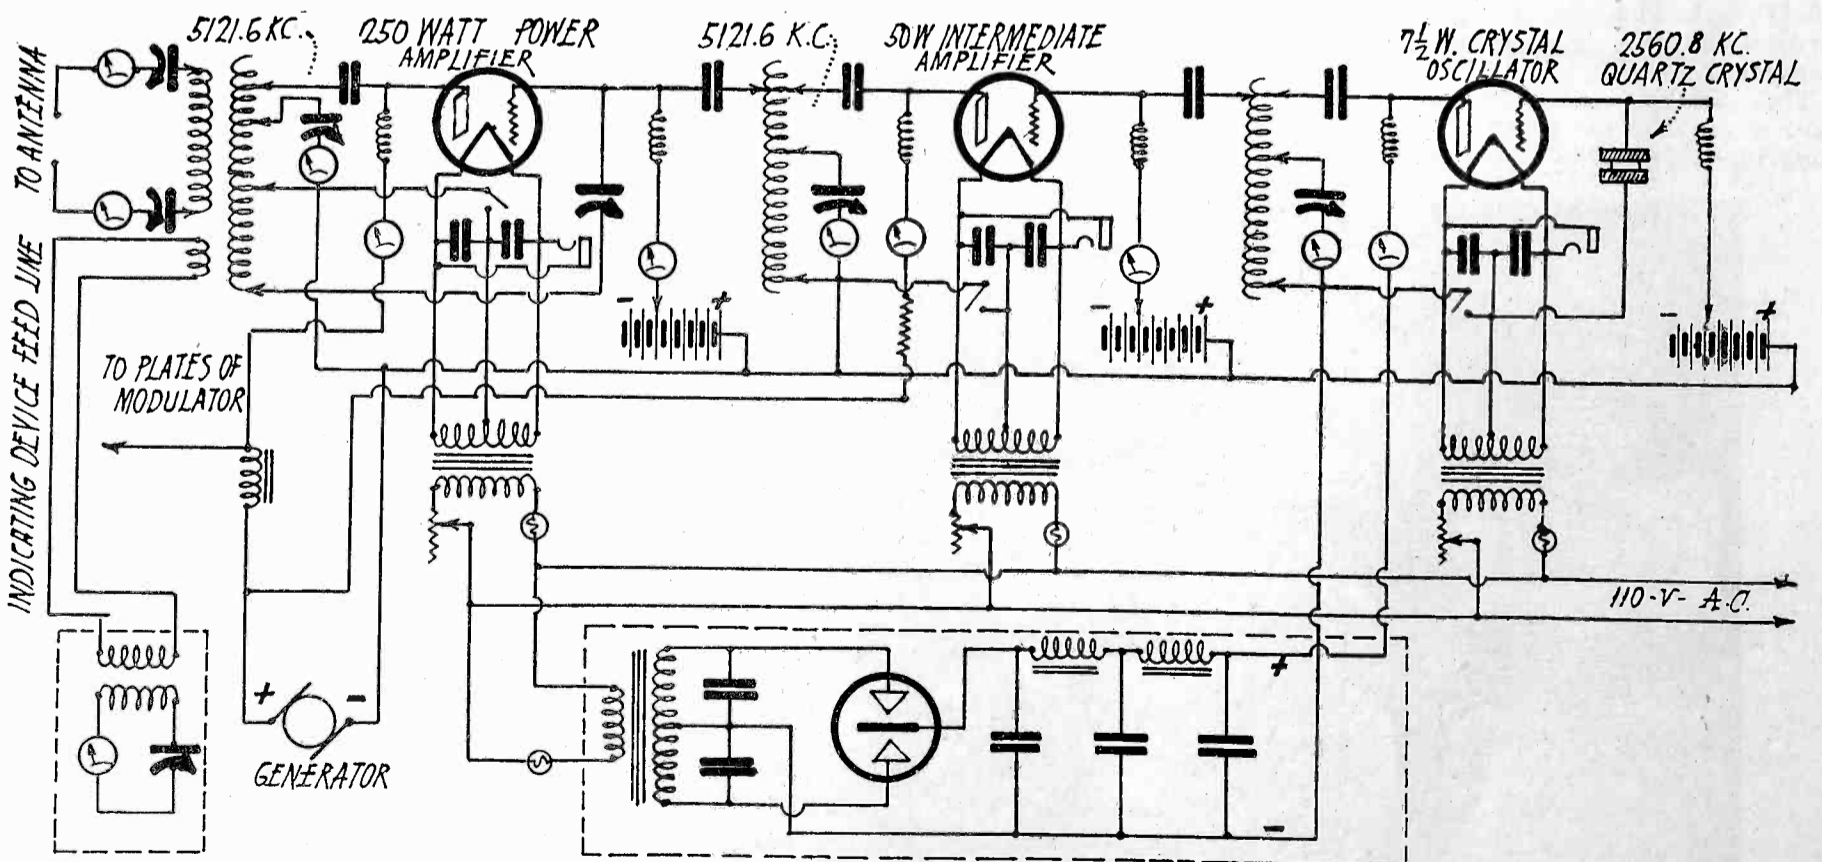 5121.6 KC.
250 WATT POWER
AMPLIFIER
5121.6 K.C.
50W INTERMEDIATE
AMPLIFIER
7½ W. CRYSTAL
OSCILLATOR
2560.8 KC.
QUARTZ CRYSTAL
TO ANTENNA
INDICATING DEVICE FEED LINE
- +
- +
- +
TO PLATES OF
MODULATOR
110-V- A.C.
+ -
GENERATOR
+
-